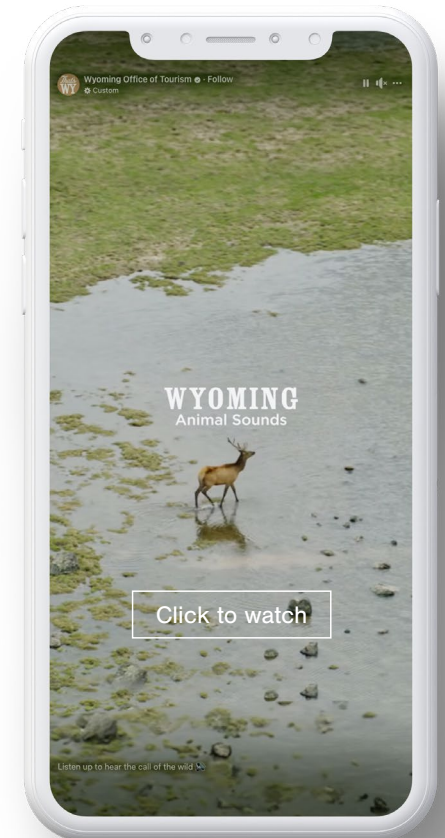 Wyoming Office of Tourism · Follow
Custom
WY
WYOMING
Animal Sounds
Click to watch
Listen up to hear the call of the wild